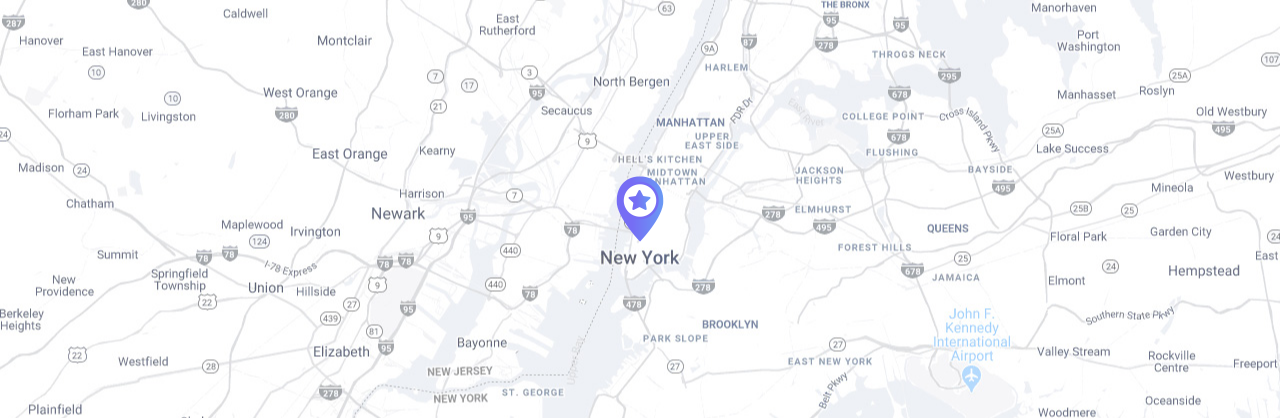 280
287
Caldwell
East
Rutherford
63
THE BRONX
95
Manorhaven
Hanover
East Hanover
Montclair
9A
87
278
95
Port
Washington
THROGS NECK
107
10
7
3
17
95
North Bergen
HARLEM
295
25A
West Orange
10
280
21
Secaucus
678
Manhasset
Roslyn
Florham Park
Livingston
FDR Dr
COLLEGE POINT
Cross Island Pkwy
Old Westbury
495
24
9
MANHATTAN
UPPER
EAST SIDE
678
25A
East Orange
Kearny
FLUSHING
Lake Success
Madison
24
HELL'S KITCHEN
MIDTOWN
MANHATTAN
JACKSON
HEIGHTS
BAYSIDE
Westbury
Chatham
Harrison
7
495
Mineola
Newark
95
278
ELMHURST
495
25B
25
Maplewood
124
Irvington
9
78
QUEENS
Floral Park
Garden City
24
Summit
78
78
440
New York
FOREST HILLS
25
East
I-78 Express
78
78
678
JAMAICA
24
Hempstead
New
Providence
Springfield
Township
Union
Hillside
9
440
78
278
Elmont
22
27
95
478
Berkeley
Heights
439
81
BROOKLYN
John F.
Kennedy
International
Airport
Southern State Pkwy
22
Westfield
28
Elizabeth
95
Bayonne
PARK SLOPE
27
Valley Stream
Rockville
Centre
Freeport
27
EAST NEW YORK
NEW JERSEY
NEW YORK
ST. GEORGE
278
Belt Pkwy
Plainfield
Oceanside
Woodmere